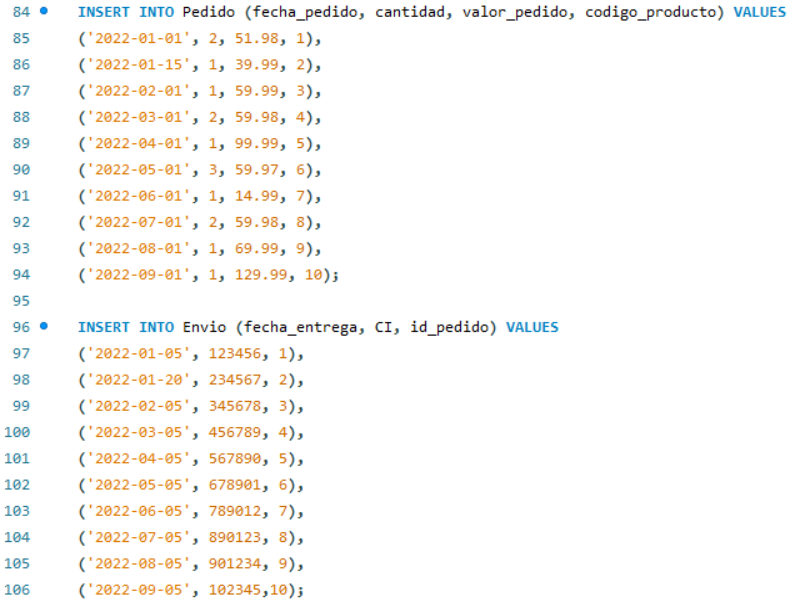 84 INSERT INTO Pedido (fecha_pedido, cantidad, valor_pedido, codigo_producto) VALUES
85 ('2022-01-01', 2, 51.98, 1),
86 ('2022-01-15', 1, 39.99, 2),
87 ('2022-02-01', 1, 59.99, 3),
88 ('2022-03-01', 2, 59.98, 4),
89 ('2022-04-01', 1, 99.99, 5),
90 ('2022-05-01', 3, 59.97, 6),
91 ('2022-06-01', 1, 14.99, 7),
92 ('2022-07-01', 2, 59.98, 8),
93 ('2022-08-01', 1, 69.99, 9),
94 ('2022-09-01', 1, 129.99, 10);
95
96 INSERT INTO Envio (fecha_entrega, CI, id_pedido) VALUES
97 ('2022-01-05', 123456, 1),
98 ('2022-01-20', 234567, 2),
99 ('2022-02-05', 345678, 3),
100 ('2022-03-05', 456789, 4),
101 ('2022-04-05', 567890, 5),
102 ('2022-05-05', 678901, 6),
103 ('2022-06-05', 789012, 7),
104 ('2022-07-05', 890123, 8),
105 ('2022-08-05', 901234, 9),
106 ('2022-09-05', 102345,10);